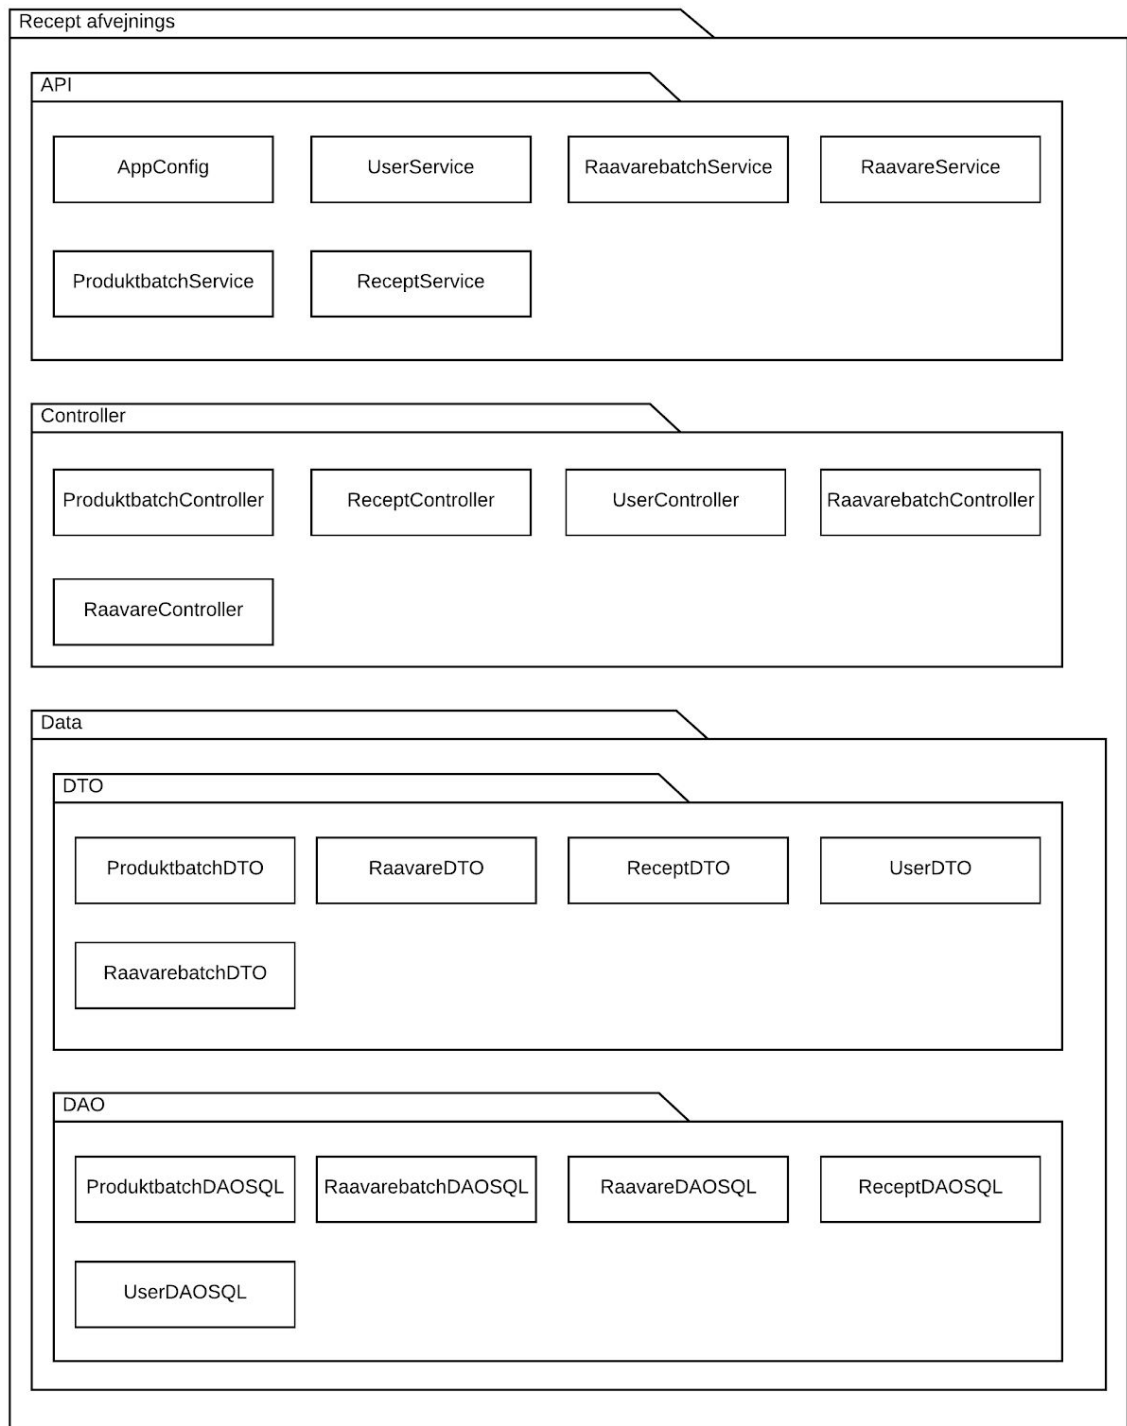 Recept afvejnings
API
AppConfig
UserService
RaavarebatchService
RaavareService
ProduktbatchService
ReceptService
Controller
ProduktbatchController
ReceptController
UserController
RaavarebatchController
RaavareController
Data
DTO
ProduktbatchDTO
RaavareDTO
ReceptDTO
UserDTO
RaavarebatchDTO
DAO
ProduktbatchDAOSQL
RaavarebatchDAOSQL
RaavareDAOSQL
ReceptDAOSQL
UserDAOSQL